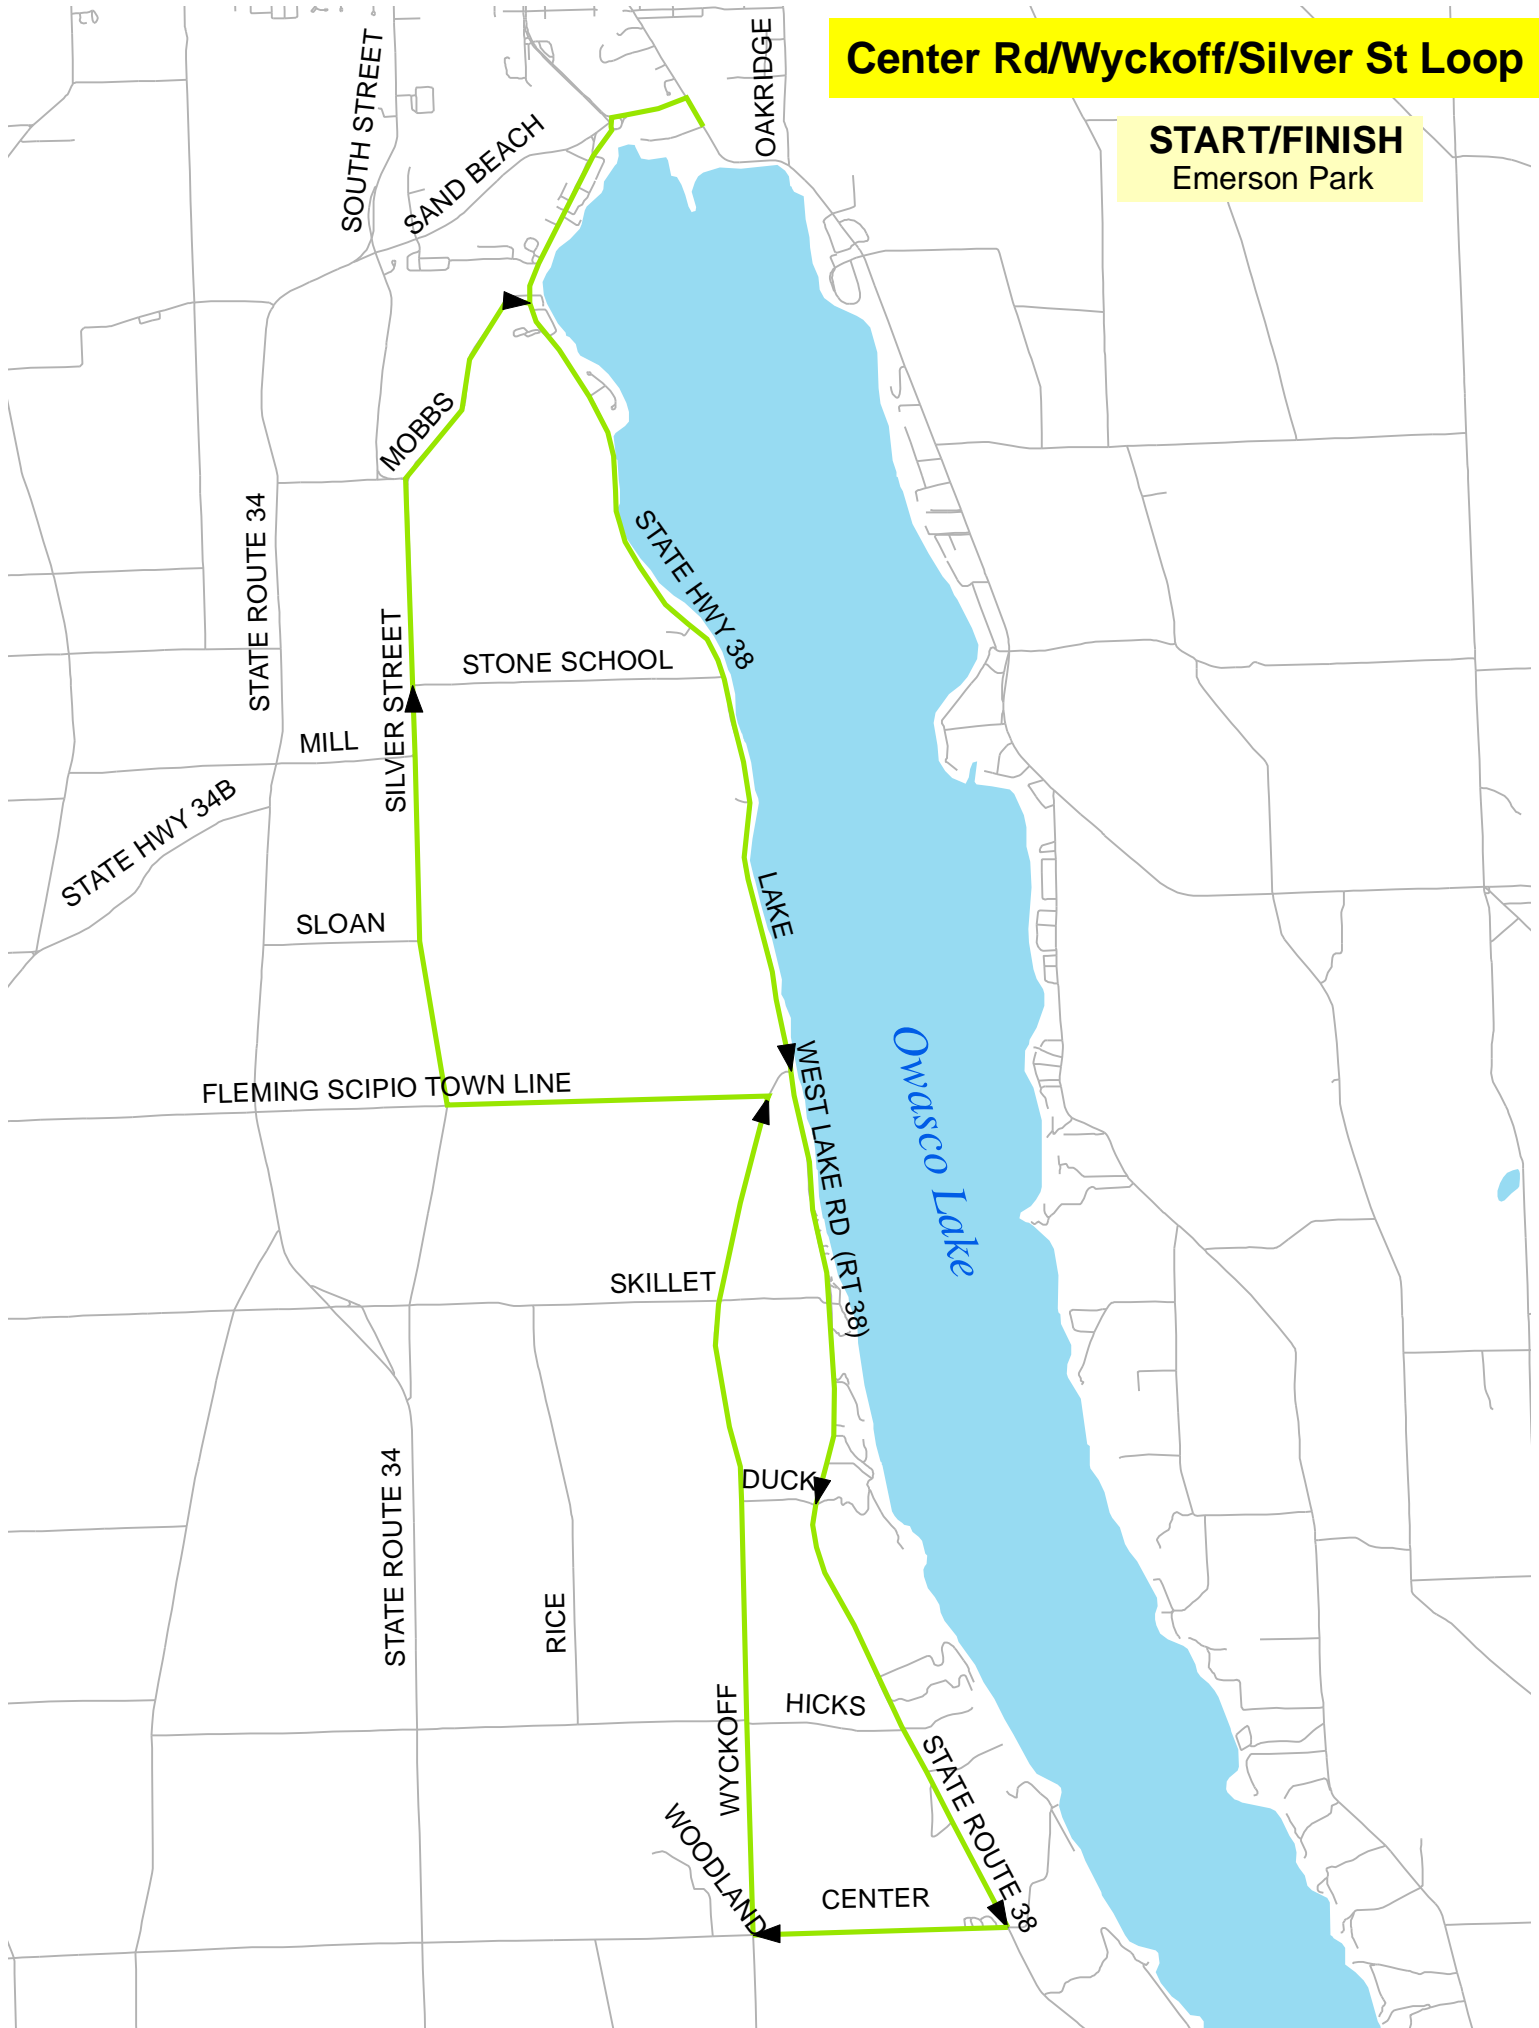 Center Rd/Wyckoff/Silver St Loop
START/FINISH
Emerson Park
OAKRIDGE
SOUTH STREET
SAND BEACH
MOBBS
STATE ROUTE 34
STATE HWY 38
SILVER STREET
STONE SCHOOL
MILL
STATE HWY 34B
LAKE
SLOAN
Owasco Lake
WEST LAKE RD (RT 38)
FLEMING SCIPIO TOWN LINE
SKILLET
DUCK
STATE ROUTE 34
RICE
WYCKOFF
HICKS
STATE ROUTE 38
WOODLAND
CENTER